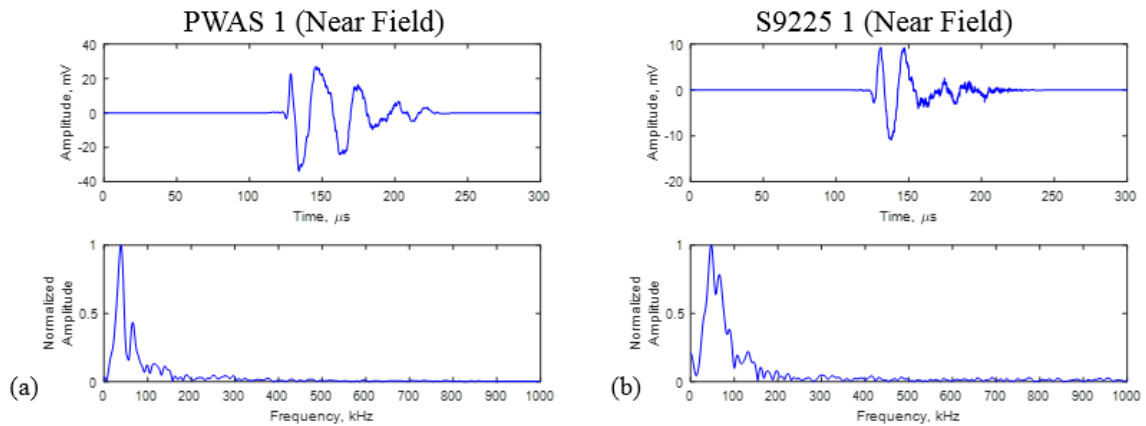 PWAS 1 (Near Field)
40
20
0
-20
-40
Amplitude, mV
0 50 100 150 200 250 300
Time, μs
1
0.5
0
Normalized
Amplitude
0 100 200 300 400 500 600 700 800 900 1000
Frequency, kHz
(a)
S9225 1 (Near Field)
10
0
-10
-20
Amplitude, mV
0 50 100 150 200 250 300
Time, μs
1
0.5
0
Normalized
Amplitude
0 100 200 300 400 500 600 700 800 900 1000
Frequency, kHz
(b)